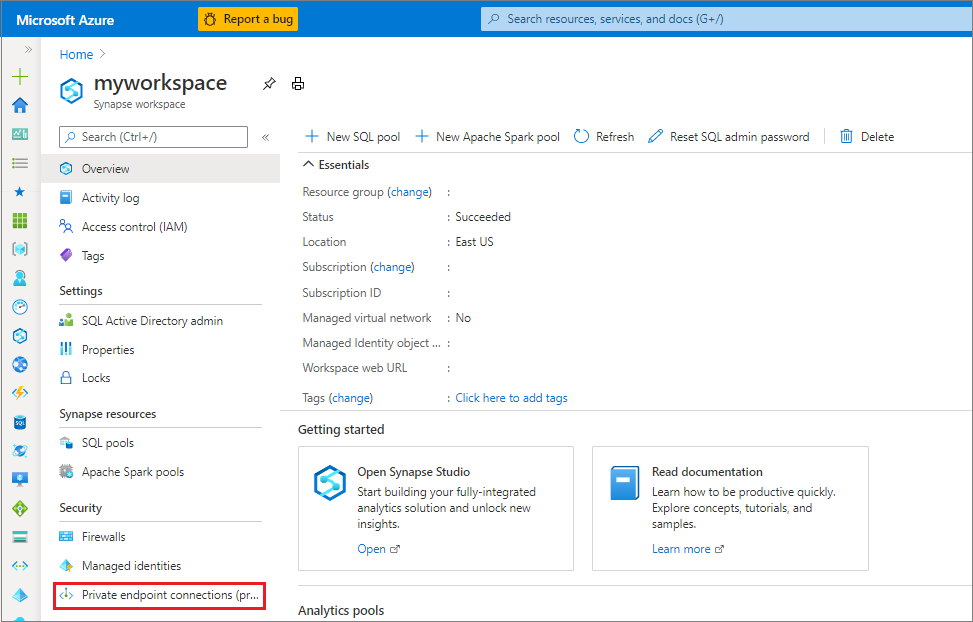 Microsoft Azure
Report a bug
Search resources, services, and docs (G+/)
Home
myworkspace
Synapse workspace
Search (Ctrl+/)
Overview
Activity log
Access control (IAM)
Tags
Settings
SQL Active Directory admin
Properties
Locks
Synapse resources
SQL pools
Apache Spark pools
Security
Firewalls
Managed identities
Private endpoint connections (pr...
New SQL pool
New Apache Spark pool
Refresh
Reset SQL admin password
Delete
Essentials
Resource group (change) :
Status : Succeeded
Location : East US
Subscription (change) :
Subscription ID :
Managed virtual network : No
Managed Identity object ... :
Workspace web URL :
Tags (change) : Click here to add tags
Getting started
Open Synapse Studio
Start building your fully-integrated
analytics solution and unlock new
insights.
Open
Read documentation
Learn how to be productive quickly.
Explore concepts, tutorials, and
samples.
Learn more
Analytics pools